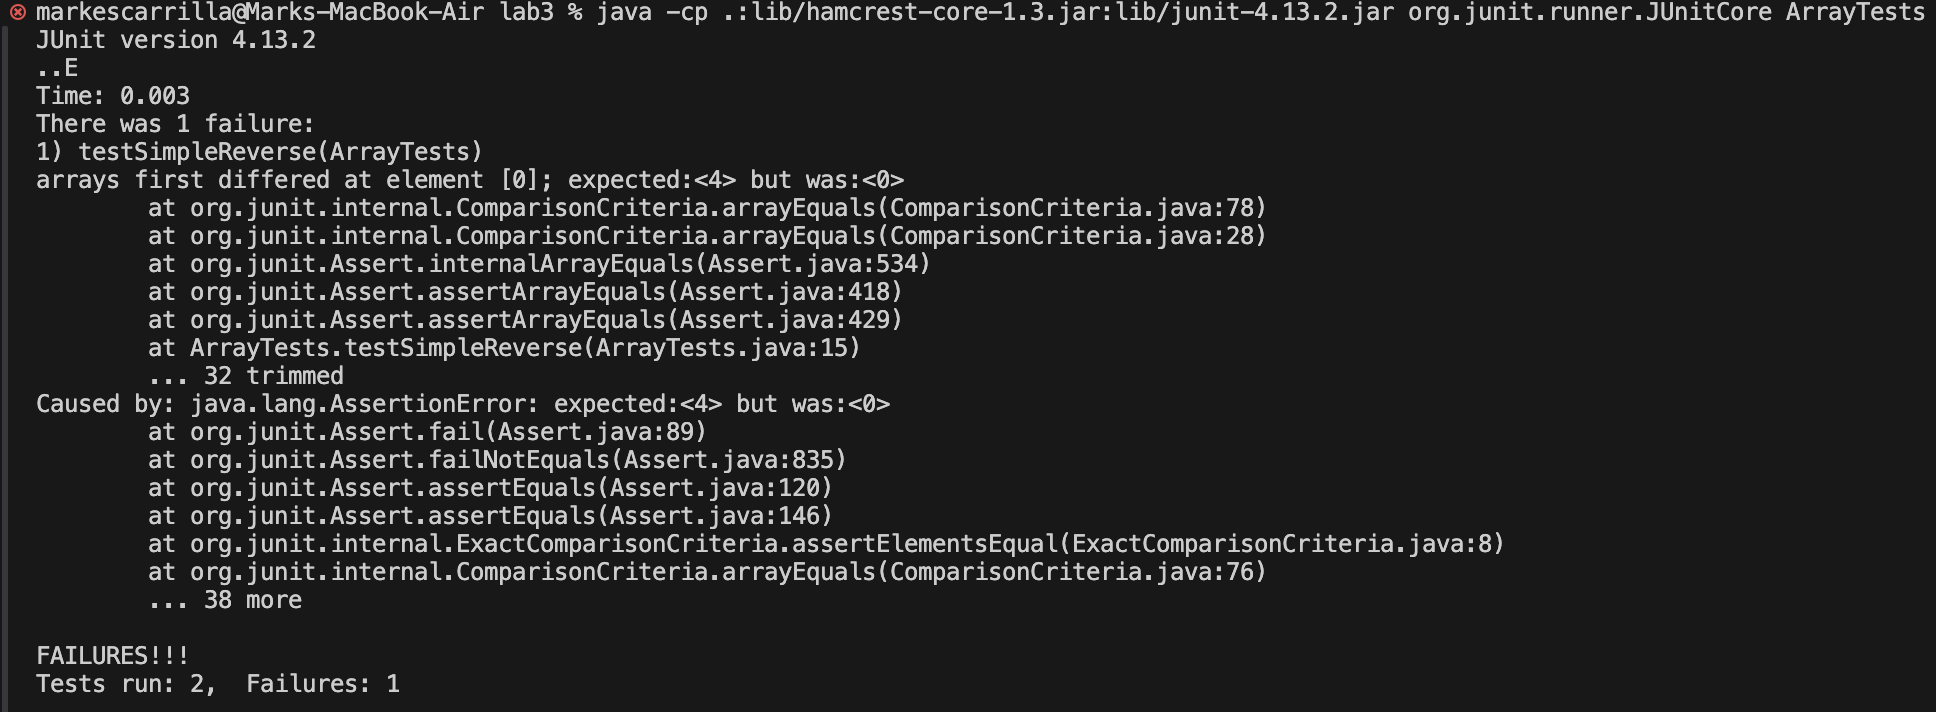 markescarrilla@Marks-MacBook-Air lab3 % java -cp .:lib/hamcrest-core-1.3.jar:lib/junit-4.13.2.jar org.junit.runner.JUnitCore ArrayTests
JUnit version 4.13.2
..E
Time: 0.003
There was 1 failure:
1) testSimpleReverse(ArrayTests)
arrays first differed at element [0]; expected:<4> but was:<0>
        at org.junit.internal.ComparisonCriteria.arrayEquals(ComparisonCriteria.java:78)
        at org.junit.internal.ComparisonCriteria.arrayEquals(ComparisonCriteria.java:28)
        at org.junit.Assert.internalArrayEquals(Assert.java:534)
        at org.junit.Assert.assertArrayEquals(Assert.java:418)
        at org.junit.Assert.assertArrayEquals(Assert.java:429)
        at ArrayTests.testSimpleReverse(ArrayTests.java:15)
        ... 32 trimmed
Caused by: java.lang.AssertionError: expected:<4> but was:<0>
        at org.junit.Assert.fail(Assert.java:89)
        at org.junit.Assert.failNotEquals(Assert.java:835)
        at org.junit.Assert.assertEquals(Assert.java:120)
        at org.junit.Assert.assertEquals(Assert.java:146)
        at org.junit.internal.ExactComparisonCriteria.assertElementsEqual(ExactComparisonCriteria.java:8)
        at org.junit.internal.ComparisonCriteria.arrayEquals(ComparisonCriteria.java:76)
        ... 38 more

FAILURES!!!
Tests run: 2,  Failures: 1